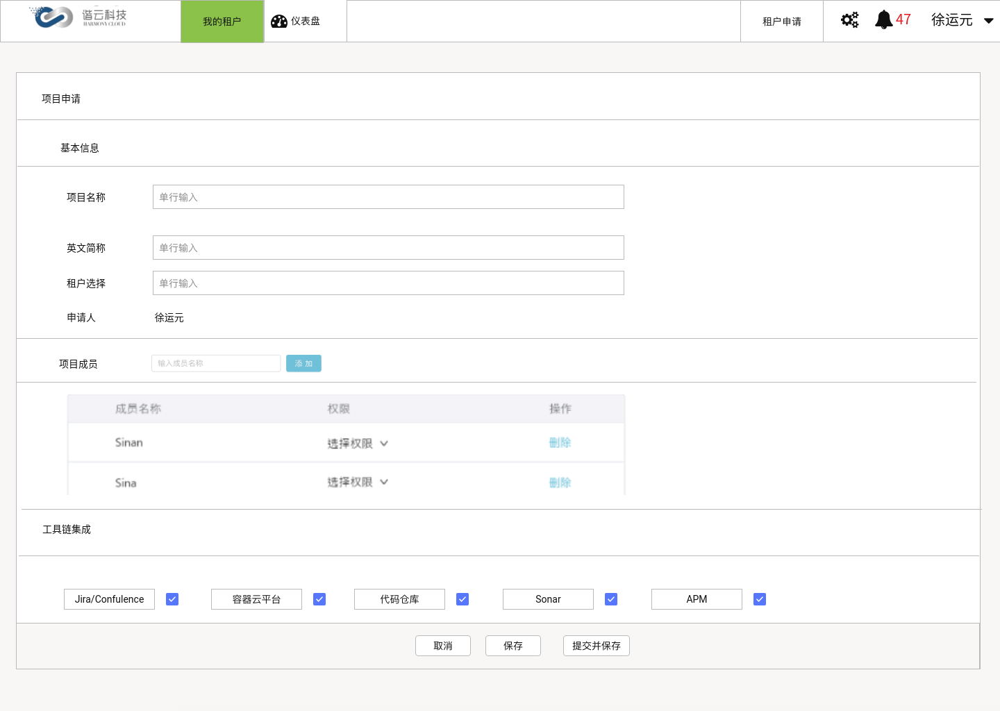 谐云科技
HARMONY CLOUD
我的租户
仪表盘
租户申请
47
徐运元
项目申请
基本信息
项目名称
单行输入
英文简称
单行输入
租户选择
单行输入
申请人
徐运元
项目成员
输入成员名称
添 加
成员名称 权限 操作
Sinan 选择权限 删除
Sina 选择权限 删除
工具链集成
Jira/Confulence
容器云平台
代码仓库
Sonar
APM
取消
保存
提交并保存